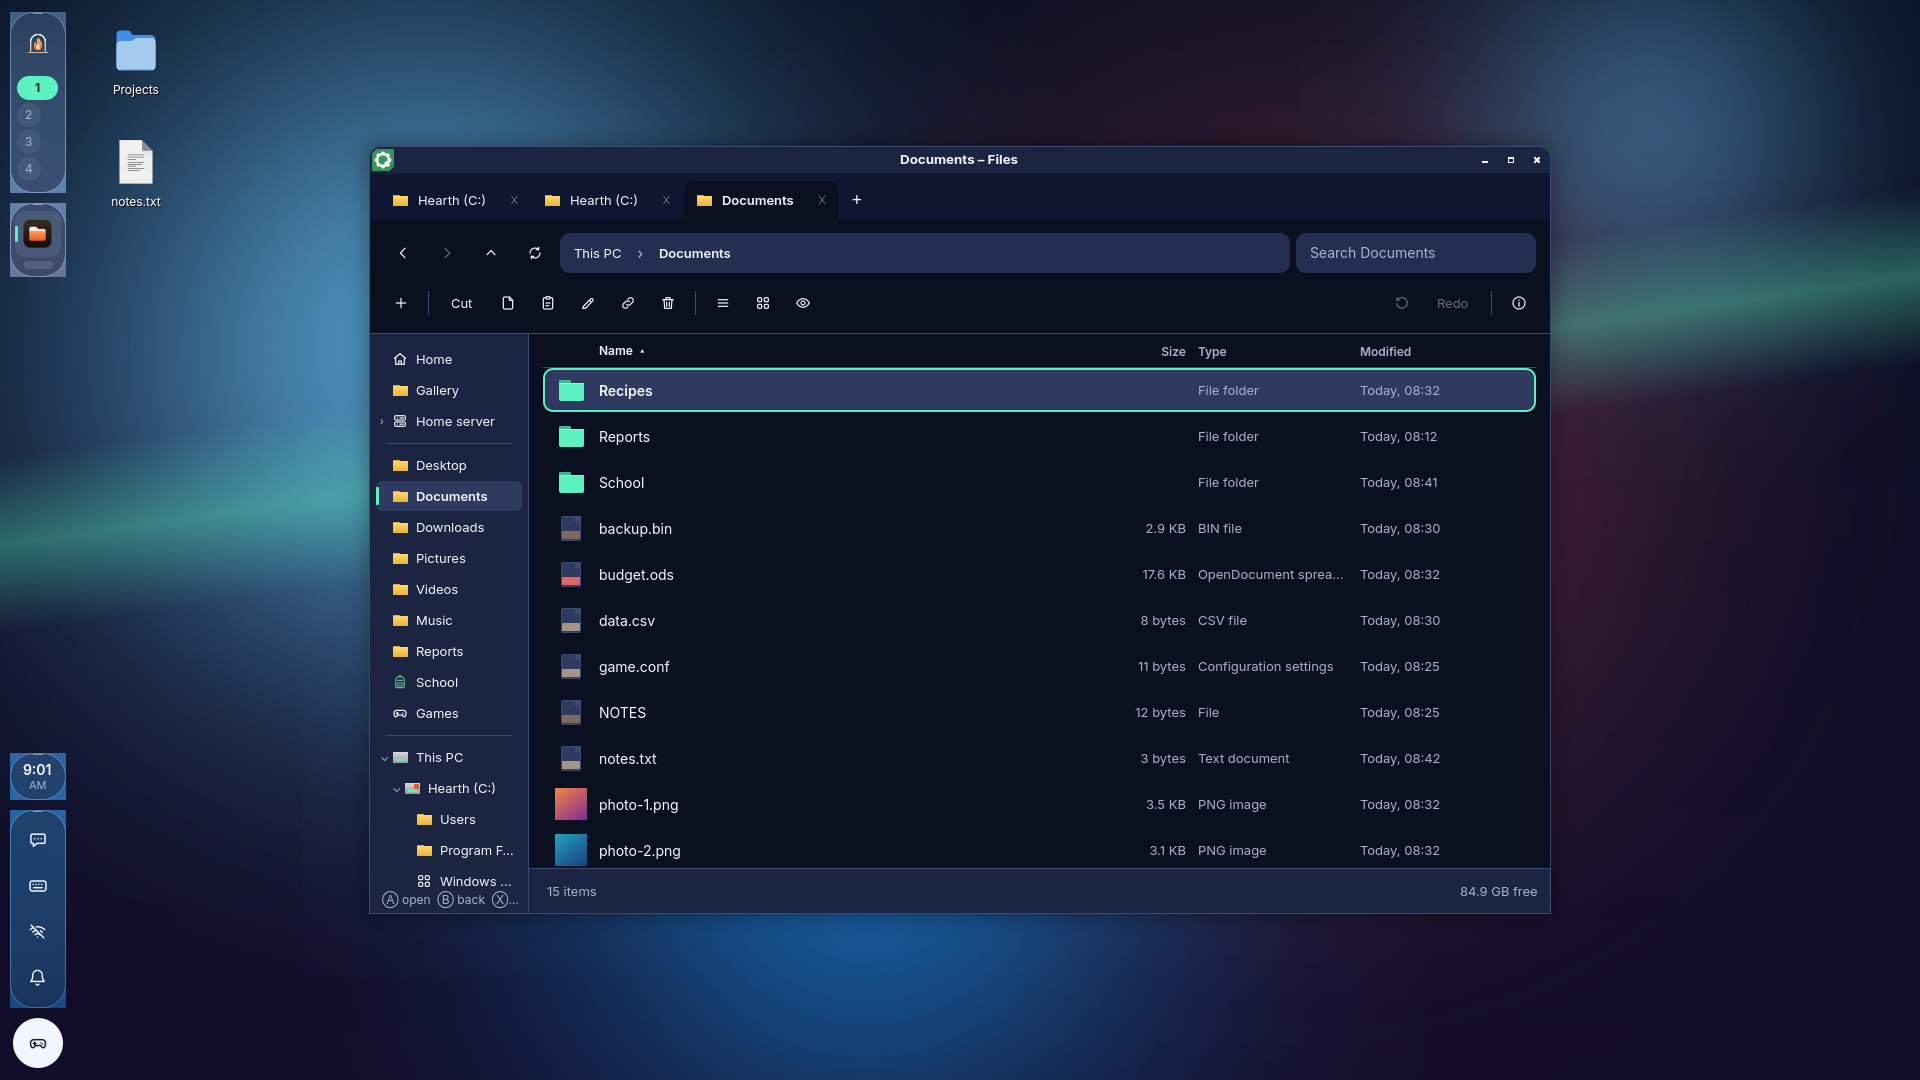 1
2
3
4
9:01
AM
Projects
notes.txt
Documents – Files
Hearth (C:) X
Hearth (C:) X
Documents X
+
This PC › Documents
Search Documents
Cut
Redo
Home
Gallery
Home server
Desktop
Documents
Downloads
Pictures
Videos
Music
Reports
School
Games
This PC
Hearth (C:)
Users
Program F...
Windows ...
A open B back X...
Name Size Type Modified
Recipes File folder Today, 08:32
Reports File folder Today, 08:12
School File folder Today, 08:41
backup.bin 2.9 KB BIN file Today, 08:30
budget.ods 17.6 KB OpenDocument sprea... Today, 08:32
data.csv 8 bytes CSV file Today, 08:30
game.conf 11 bytes Configuration settings Today, 08:25
NOTES 12 bytes File Today, 08:25
notes.txt 3 bytes Text document Today, 08:42
photo-1.png 3.5 KB PNG image Today, 08:32
photo-2.png 3.1 KB PNG image Today, 08:32
15 items 84.9 GB free